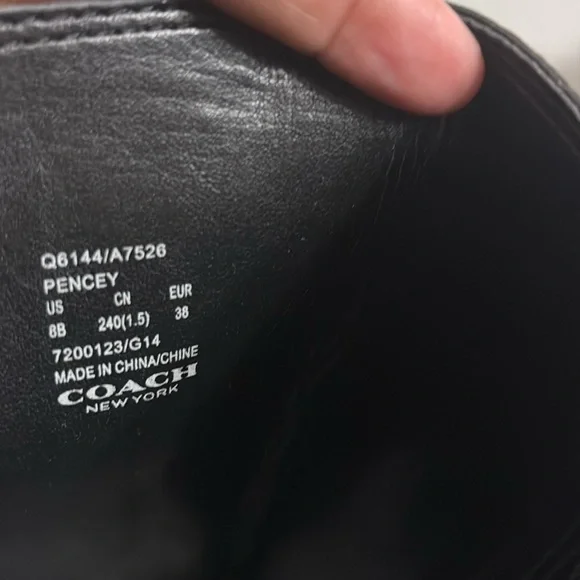 Q6144/A7526
PENCEY
US CN EUR
8B 240(1.5) 38
7200123/G14
MADE IN CHINA/CHINE
COACH
NEW YORK